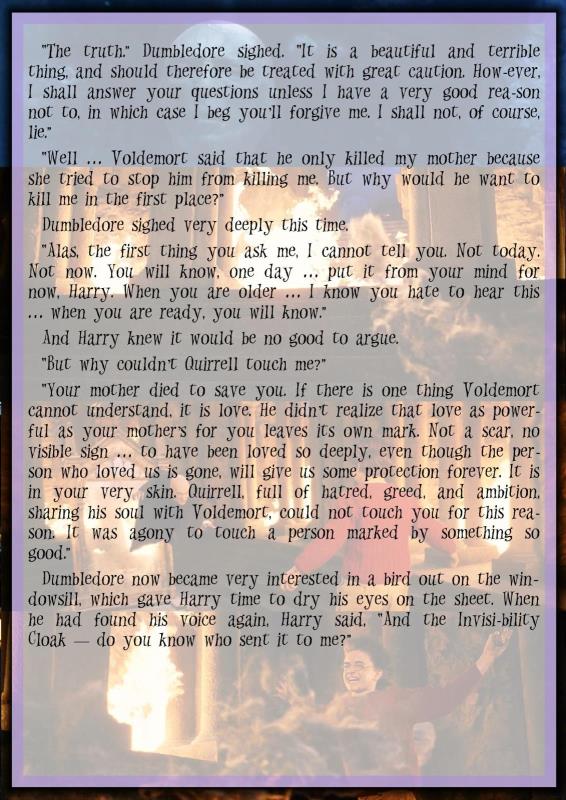 "The truth." Dumbledore sighed. "It is a beautiful and terrible
thing, and should therefore be treated with great caution. How-ever,
I shall answer your questions unless I have a very good rea-son
not to, in which case I beg you'll forgive me. I shall not, of course,
lie."
"Well ... Voldemort said that he only killed my mother because
she tried to stop him from killing me. But why would he want to
kill me in the first place?"
Dumbledore sighed very deeply this time.
"Alas, the first thing you ask me, I cannot tell you. Not today.
Not now. You will know, one day ... put it from your mind for
now, Harry. When you are older ... I know you hate to hear this
... when you are ready, you will know."
And Harry knew it would be no good to argue.
"But why couldn't Quirrell touch me?"
"Your mother died to save you. If there is one thing Voldemort
cannot understand, it is love. He didn't realize that love as power-
ful as your mother's for you leaves its own mark. Not a scar, no
visible sign ... to have been loved so deeply, even though the per-
son who loved us is gone, will give us some protection forever. It is
in your very skin. Quirrell, full of hatred, greed, and ambition,
sharing his soul with Voldemort, could not touch you for this rea-
son. It was agony to touch a person marked by something so
good."
Dumbledore now became very interested in a bird out on the win-
dowsill, which gave Harry time to dry his eyes on the sheet. When
he had found his voice again, Harry said, "And the Invisi-bility
Cloak — do you know who sent it to me?"